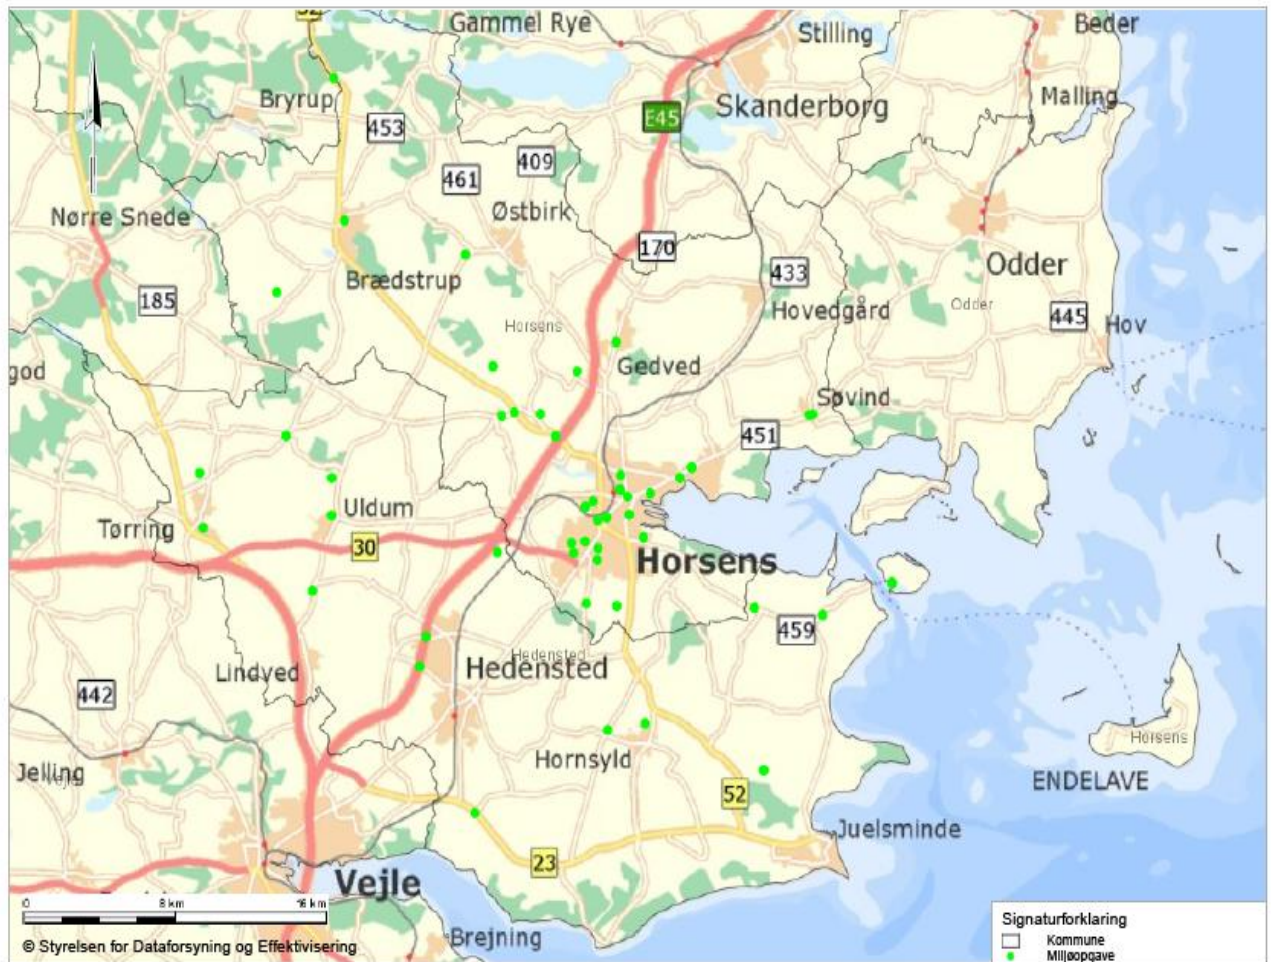 52
Gammel Rye
Stilling
Beder
Bryrup
453
E45
Skanderborg
Malling
409
461
Nørre Snede
Østbirk
170
Odder
433
185
Brædstrup
Hovedgård
Odder
445
Hov
Horsens
Gedved
Søvind
451
Uldum
Tørring
30
Horsens
459
Lindved
Hedensted
Hedensted
442
Hornsyld
Horsens
Jelling
ENDELAVE
52
Juelsminde
23
Vejle
0 8 km 16 km
© Styrelsen for Dataforsyning og Effektivisering
Brejning
Signaturforklaring
Kommune
Miljøopgave